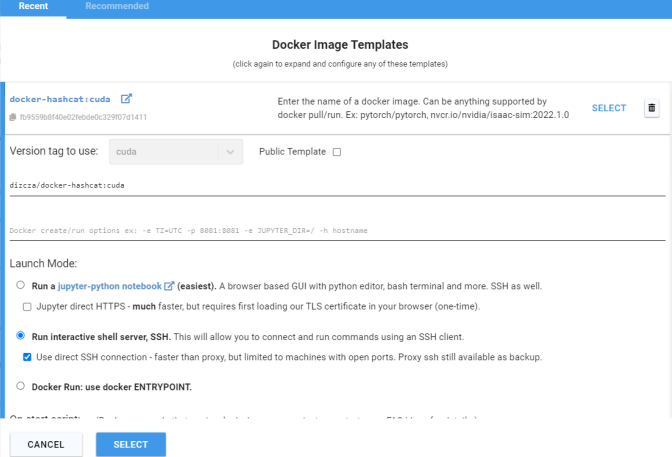 Recent Recommended
Docker Image Templates
(click again to expand and configure any of these templates)
docker-hashcat:cuda
fb9559b8f40e02febde0c329f07d1411
Enter the name of a docker image. Can be anything supported by
docker pull/run. Ex: pytorch/pytorch, nvcr.io/nvidia/isaac-sim:2022.1.0
SELECT
Version tag to use: cuda Public Template
dizcza/docker-hashcat:cuda
Docker create/run options ex: -e TZ=UTC -p 8081:8081 -e JUPYTER_DIR=/ -h hostname
Launch Mode:
Run a jupyter-python notebook (easiest). A browser based GUI with python editor, bash terminal and more. SSH as well.
Jupyter direct HTTPS - much faster, but requires first loading our TLS certificate in your browser (one-time).
Run interactive shell server, SSH. This will allow you to connect and run commands using an SSH client.
Use direct SSH connection - faster than proxy, but limited to machines with open ports. Proxy ssh still available as backup.
Docker Run: use docker ENTRYPOINT.
On-start script:
CANCEL SELECT